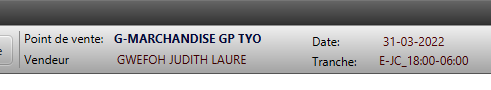 Point de vente: G-MARCHANDISE GP TYO Date: 31-03-2022
e Vendeur GWEFOH JUDITH LAURE Tranche: E-JC_18:00-06:00